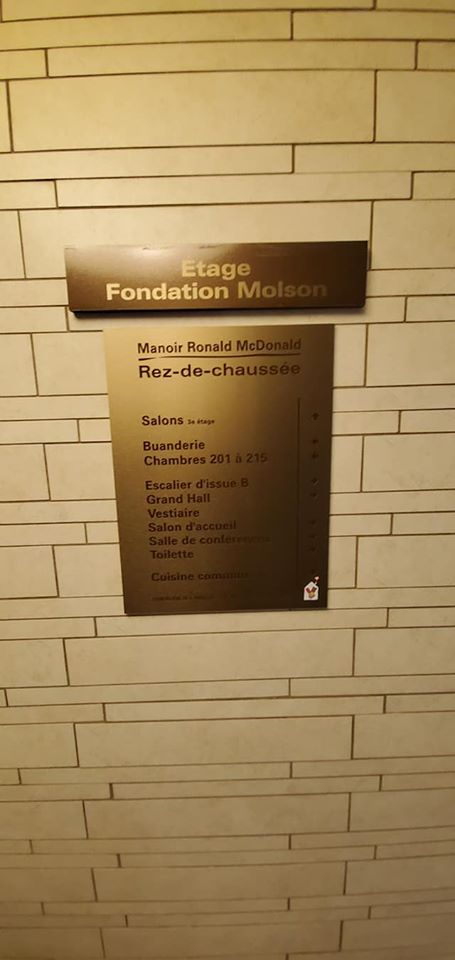 Etage
Fondation Molson
Manoir Ronald McDonald
Rez-de-chaussée
Salons 3e étage
Buanderie
Chambres 201 à 215
Escalier d'issue B
Grand Hall
Vestiaire
Salon d'accueil
Salle de conférence
Toilette
Cuisine